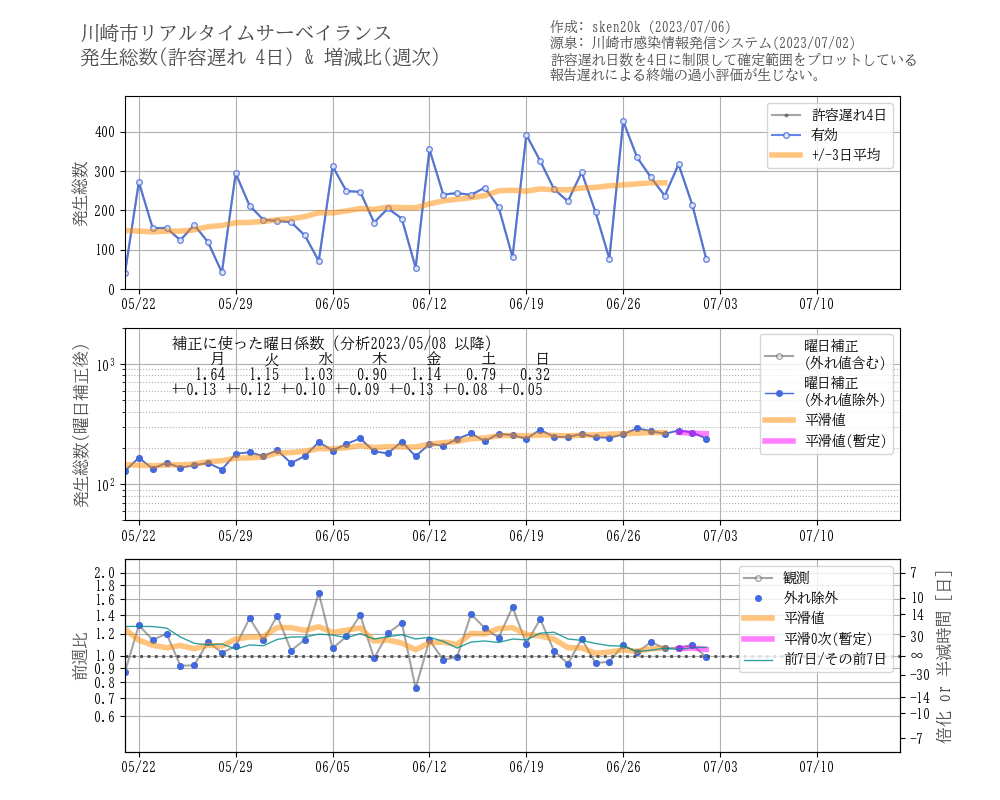 川崎市リアルタイムサーベイランス
発生総数(許容遅れ 4日) & 増減比(週次)
作成: sken20k (2023/07/06)
源泉: 川崎市感染情報発信システム(2023/07/02)
許容遅れ日数を4日に制限して確定範囲をプロットしている
報告遅れによる終端の過小評価が生じない。
発生総数
400
300
200
100
0
許容遅れ4日
有効
+/-3日平均
05/22 05/29 06/05 06/12 06/19 06/26 07/03 07/10
発生総数(曜日補正後)
10³
10²
補正に使った曜日係数 (分析2023/05/08 以降)
月 火 水 木 金 土 日
1.64 1.15 1.03 0.90 1.14 0.79 0.32
+-0.13 +-0.12 +-0.10 +-0.09 +-0.13 +-0.08 +-0.05
曜日補正
(外れ値含む)
曜日補正
(外れ値除外)
平滑値
平滑値(暫定)
05/22 05/29 06/05 06/12 06/19 06/26 07/03 07/10
前週比
2.0
1.8
1.6
1.4
1.2
1.0
0.9
0.8
0.7
0.6
観測
外れ除外
平滑値
平滑0次(暫定)
前7日/その前7日
7
10
14
30
∞
-30
-14
-10
-7
倍化 or 半減時間 [日]
05/22 05/29 06/05 06/12 06/19 06/26 07/03 07/10